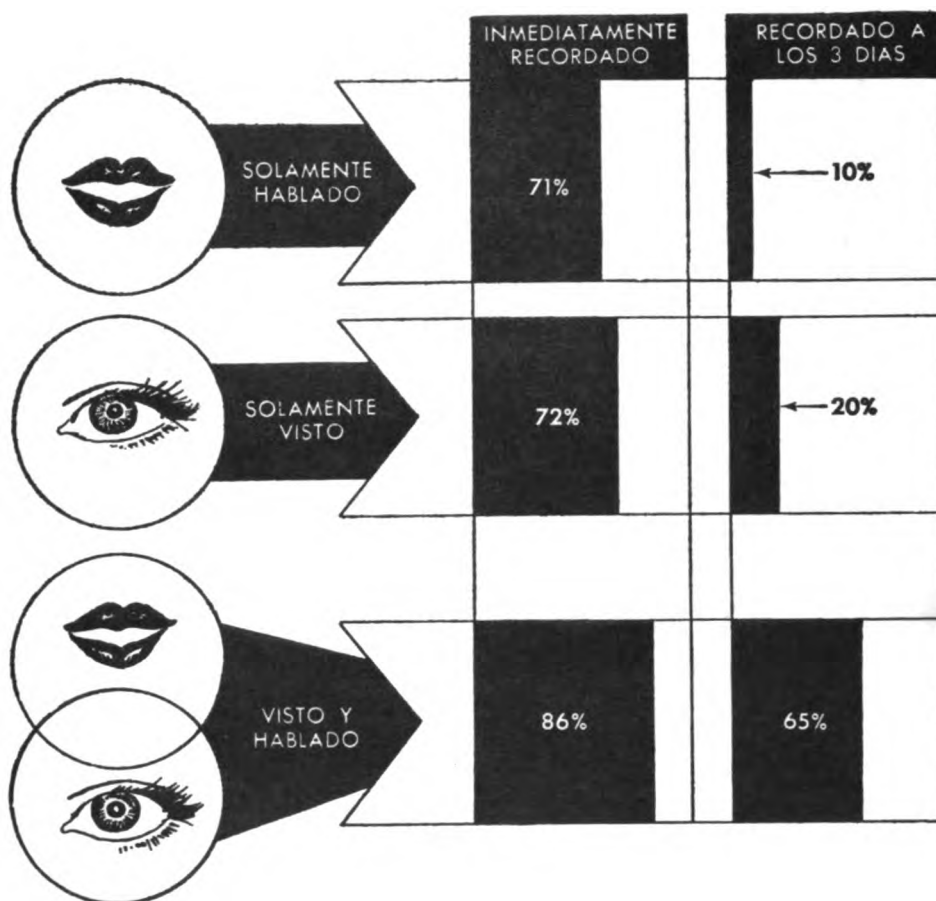 INMEDIATAMENTE
RECORDADO
RECORDADO A
LOS 3 DIAS
SOLAMENTE
HABLADO
71%
10%
SOLAMENTE
VISTO
72%
20%
VISTO Y
HABLADO
86%
65%